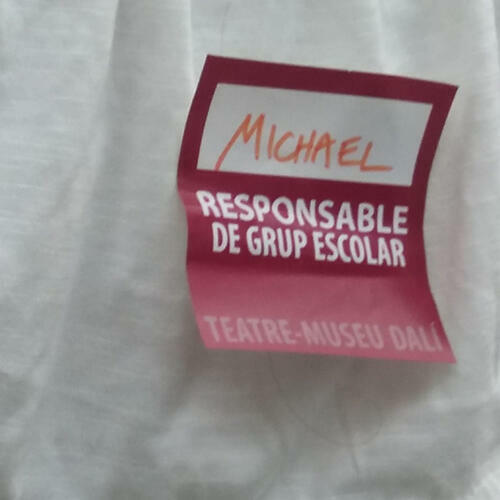 MICHAEL
RESPONSABLE
DE GRUP ESCOLAR
TEATRE-MUSEU DALÍ